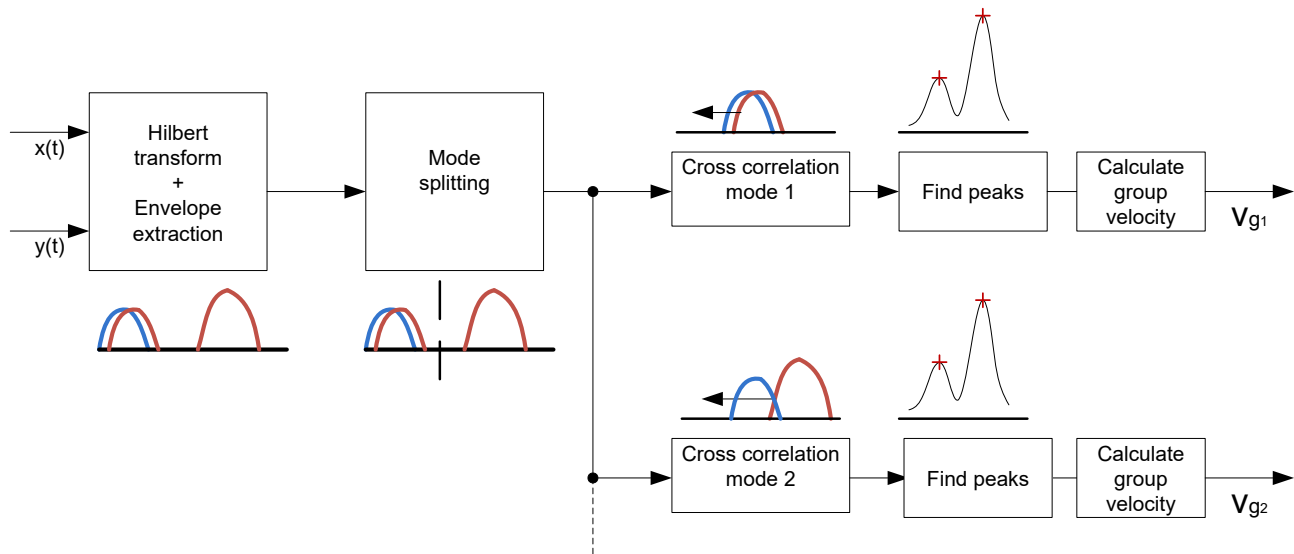 x(t)
y(t)
Hilbert
transform
+
Envelope
extraction
Mode
splitting
Cross correlation
mode 1
Find peaks
Calculate
group
velocity
Vg1
Cross correlation
mode 2
Find peaks
Calculate
group
velocity
Vg2